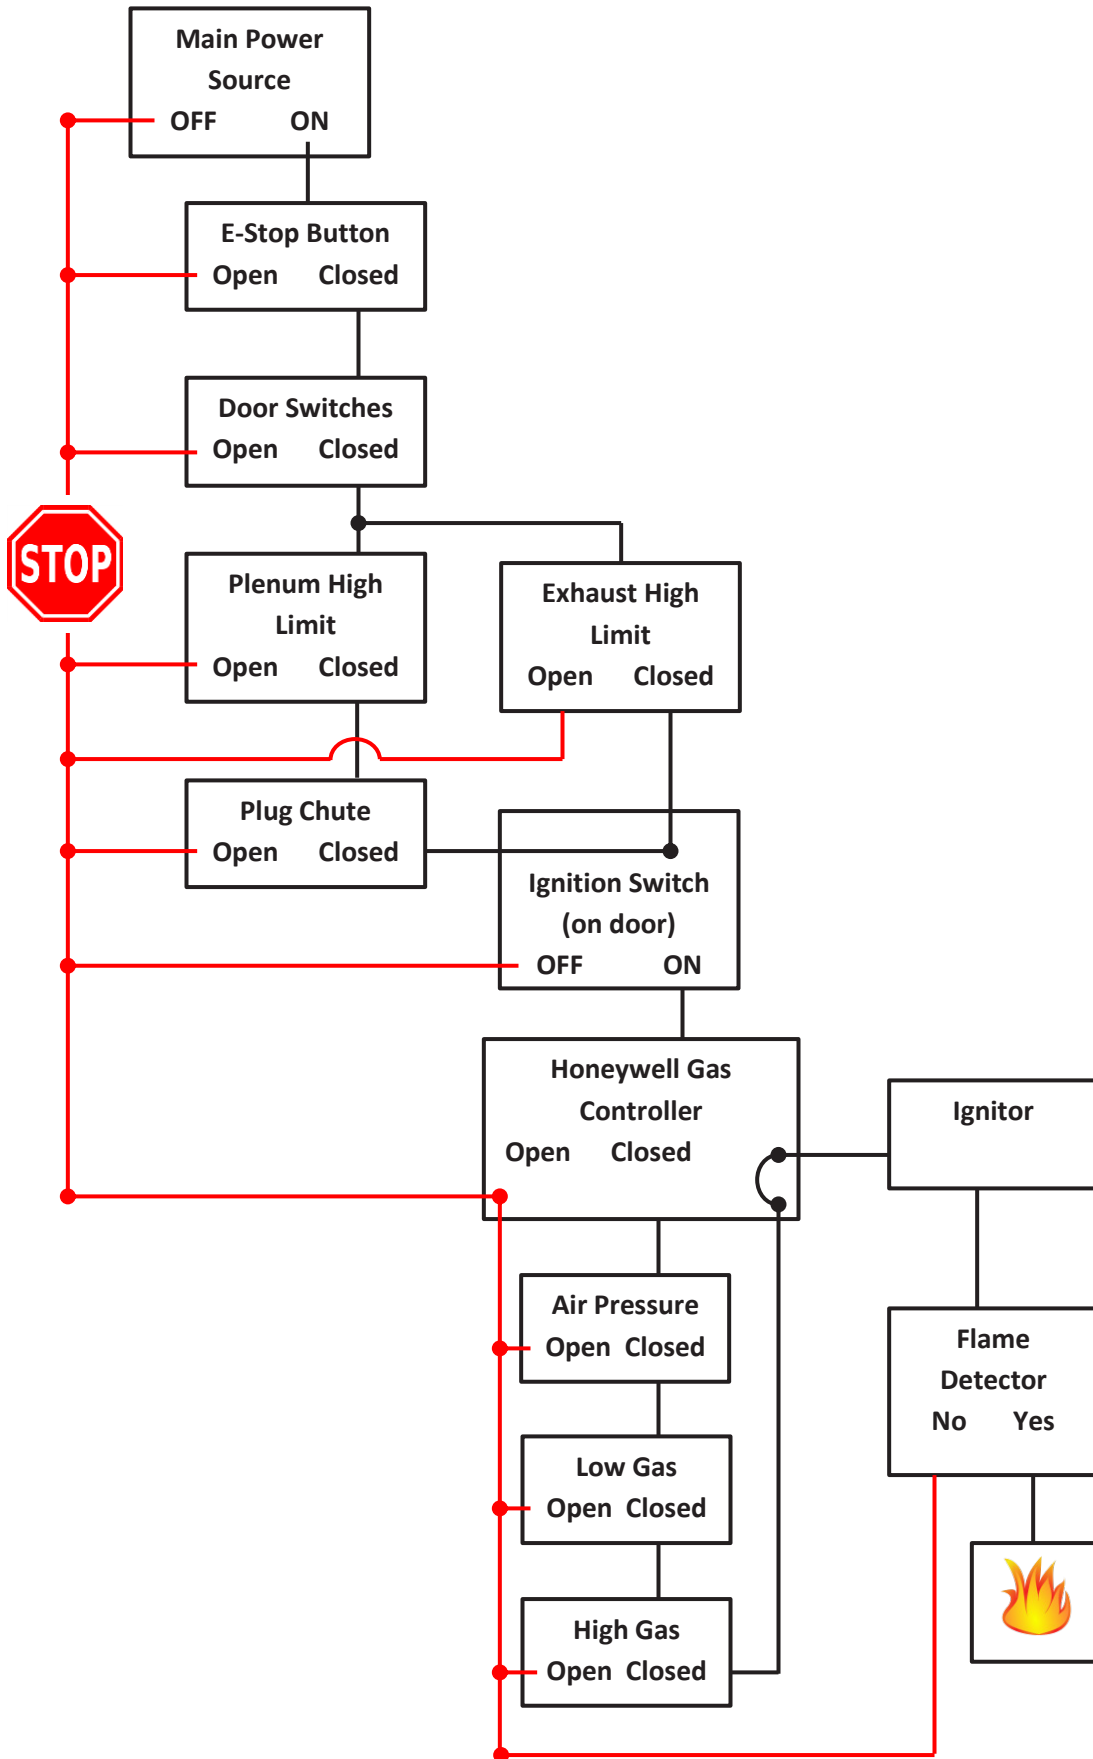 Main Power
Source
OFF ON
E-Stop Button
Open Closed
Door Switches
Open Closed
STOP
Plenum High
Limit
Open Closed
Exhaust High
Limit
Open Closed
Plug Chute
Open Closed
Ignition Switch
(on door)
OFF ON
Honeywell Gas
Controller
Open Closed
Ignitor
Air Pressure
Open Closed
Flame
Detector
No Yes
Low Gas
Open Closed
High Gas
Open Closed